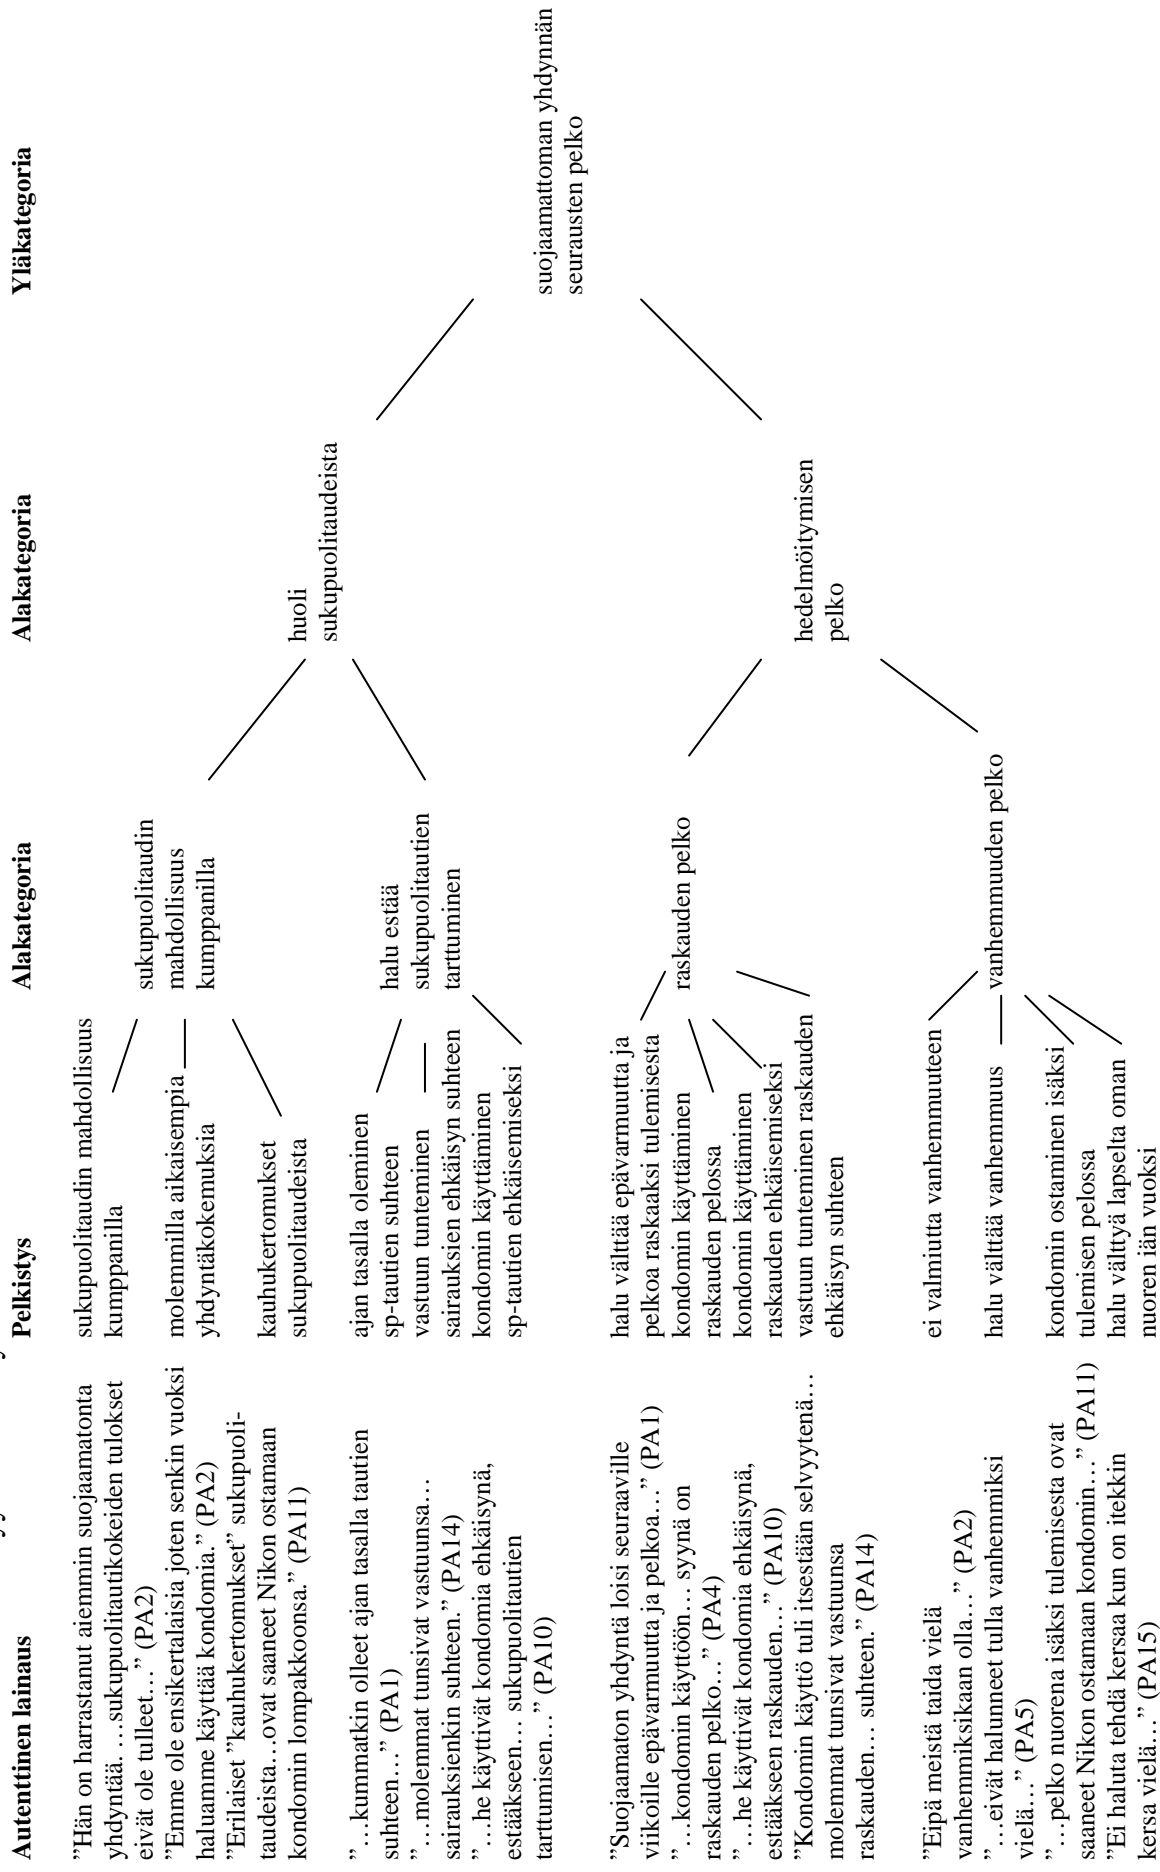 Autenttinen lainaus
Pelkistys
Alakategoria
Alakategoria
Yläkategoria
”Hän on harrastanut aiemmin suojaamatonta
yhdyntää. …sukupuolitautikokeiden tulokset
eivät ole tulleet…” (PA2)
”Emme ole ensikertalaisia joten senkin vuoksi
haluamme käyttää kondomia.” (PA2)
”Erilaiset ”kauhukertomukset” sukupuoli-
taudeista…ovat saaneet Nikon ostamaan
kondomin lompakkoonsa.” (PA11)
”…kummatkin olleet ajan tasalla tautien
suhteen…” (PA1)
”…molemmat tunsivat vastuunsa…
sairauksienkin suhteen.” (PA14)
”…he käyttivät kondomia ehkäisynä,
estääkseen… sukupuolitautien
tarttumisen…” (PA10)
”Suojaamaton yhdyntä loisi seuraaville
viikoille epävarmuutta ja pelkoa…” (PA1)
”…kondomin käyttöön… syynä on
raskauden pelko…” (PA4)
”…he käyttivät kondomia ehkäisynä,
estääkseen raskauden…” (PA10)
”Kondomin käyttö tuli itsestään selvyytenä…
molemmat tunsivat vastuunsa
raskauden… suhteen.” (PA14)
”Eipä meistä taida vielä
vanhemmiksikaan olla…” (PA2)
”…eivät halunneet tulla vanhemmiksi
vielä…” (PA5)
”…pelko nuorena isäksi tulemisesta ovat
saaneet Nikon ostamaan kondomin…” (PA11)
”Ei haluta tehdä kersaa kun on itekkin
kersa vielä…” (PA15)
sukupuolitaudin mahdollisuus
kumppanilla
molemmilla aikaisempia
yhdyntäkokemuksia
kauhukertomukset
sukupuolitaudeista
ajan tasalla oleminen
sp-tautien suhteen
vastuun tunteminen
sairauksien ehkäisyn suhteen
kondomin käyttäminen
sp-tautien ehkäisemiseksi
halu välttää epävarmuutta ja
pelkoa raskaaksi tulemisesta
kondomin käyttäminen
raskauden pelossa
kondomin käyttäminen
raskauden ehkäisemiseksi
vastuun tunteminen raskauden
ehkäisyn suhteen
ei valmiutta vanhemmuuteen
halu välttää vanhemmuus
kondomin ostaminen isäksi
tulemisen pelossa
halu välttyä lapselta oman
nuoren iän vuoksi
sukupuolitaudin
mahdollisuus
kumppanilla
halu estää
sukupuolitautien
tarttuminen
raskauden pelko
vanhemmuuden pelko
huoli
sukupuolitaudeista
hedelmöitymisen
pelko
suojaamattoman yhdynnän
seurausten pelko